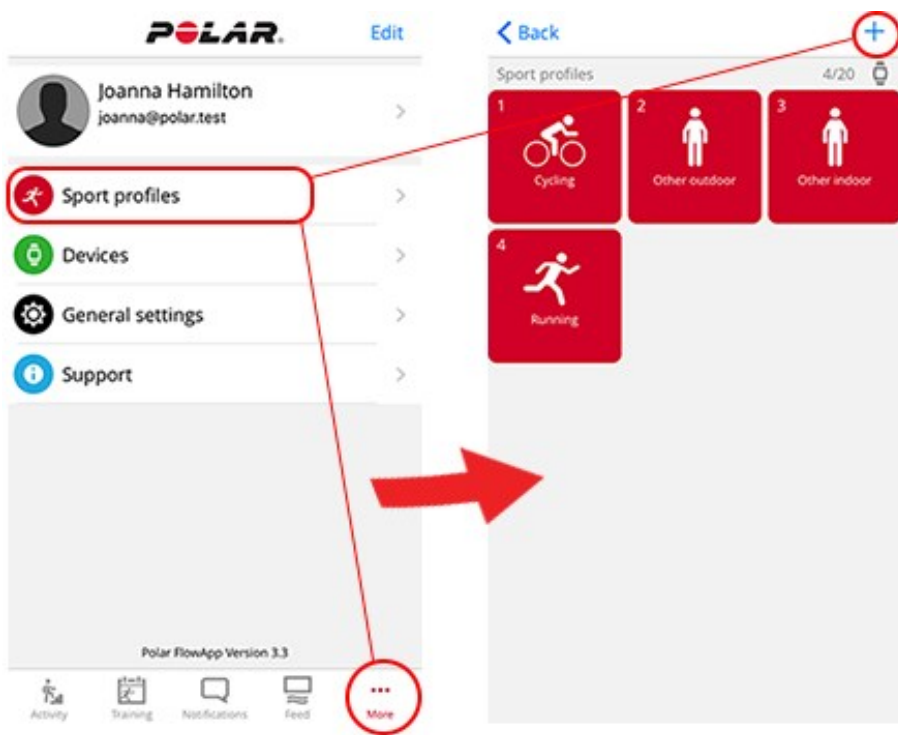 POLAR.
Edit
Joanna Hamilton
joanna@polar.test
Sport profiles
Devices
General settings
Support
Polar FlowApp Version 3.3
Activity
Training
Notifications
Feed
More
Back
Sport profiles 4/20
1
Cycling
2
Other outdoor
3
Other indoor
4
Running